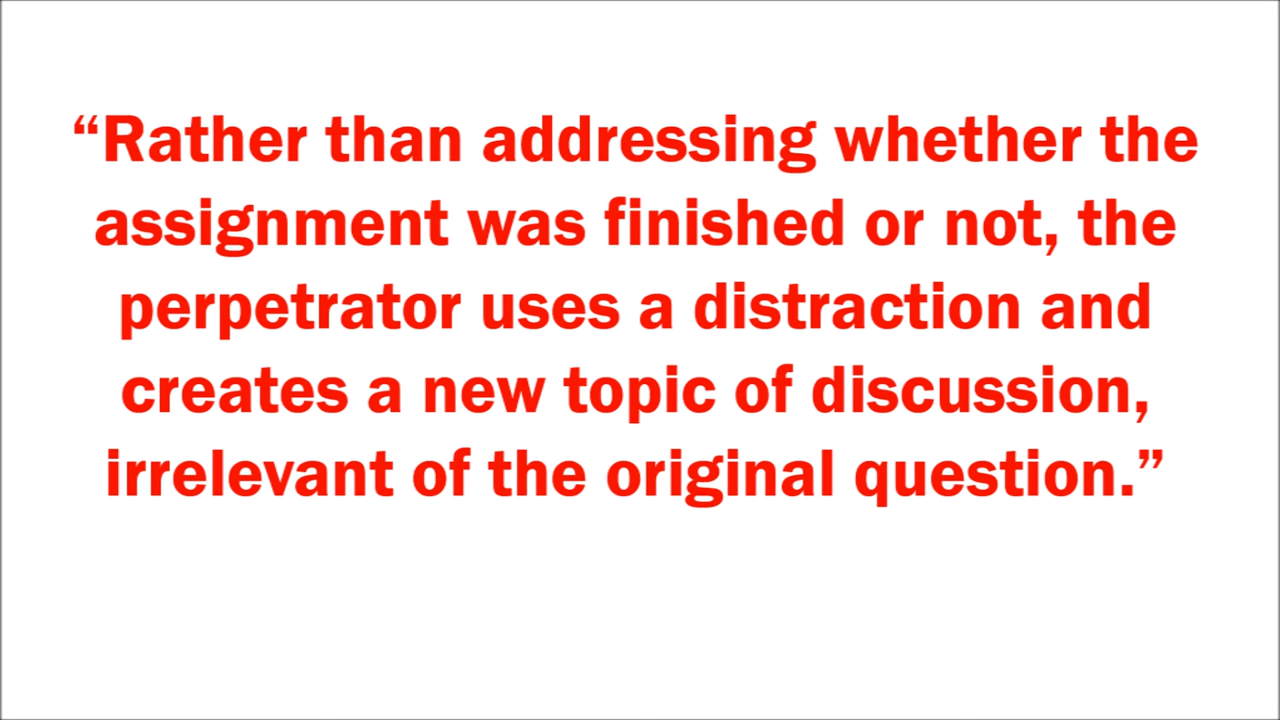 “Rather than addressing whether the
assignment was finished or not, the
perpetrator uses a distraction and
creates a new topic of discussion,
irrelevant of the original question.”